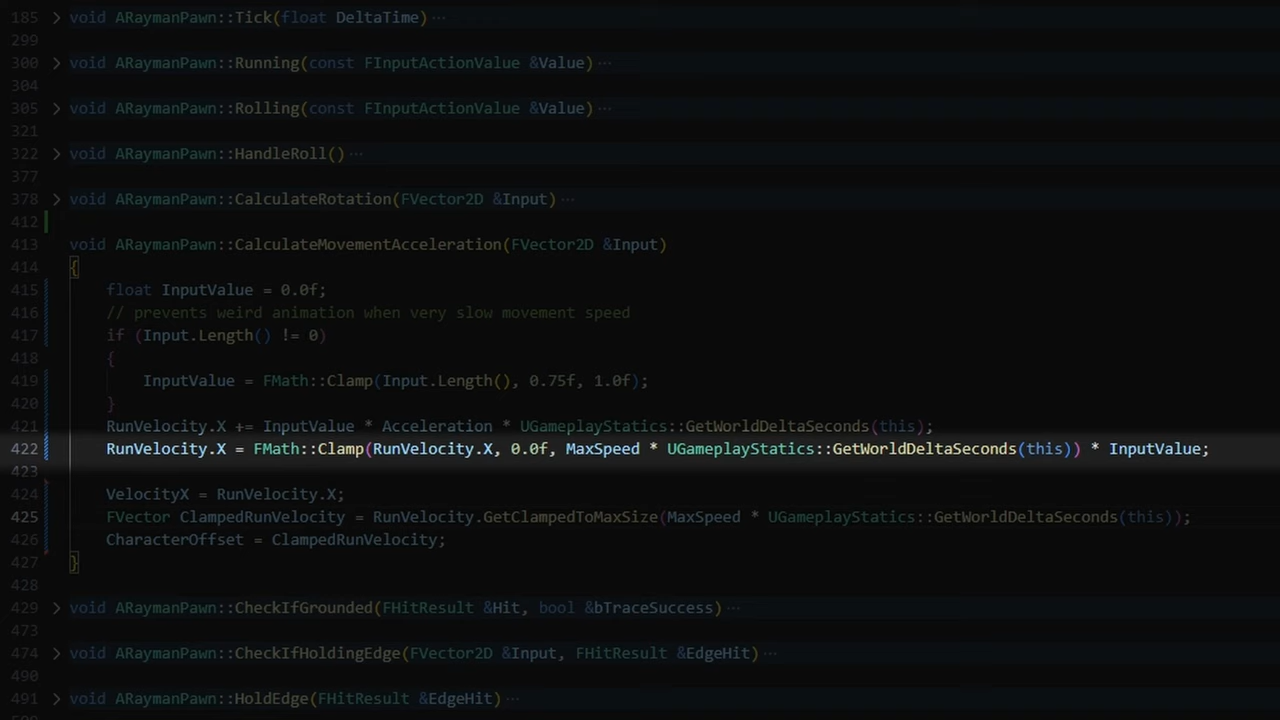 185 > void ARaymanPawn::Tick(float DeltaTime) ···
299
300 > void ARaymanPawn::Running(const FInputActionValue &Value) ···
304
305 > void ARaymanPawn::Rolling(const FInputActionValue &Value) ···
321
322 > void ARaymanPawn::HandleRoll() ···
377
378 > void ARaymanPawn::CalculateRotation(FVector2D &Input) ···
412
413 void ARaymanPawn::CalculateMovementAcceleration(FVector2D &Input)
414 {
415 float InputValue = 0.0f;
416 // prevents weird animation when very slow movement speed
417 if (Input.Length() != 0)
418 {
419 InputValue = FMath::Clamp(Input.Length(), 0.75f, 1.0f);
420 }
421 RunVelocity.X += InputValue * Acceleration * UGameplayStatics::GetWorldDeltaSeconds(this);
422 RunVelocity.X = FMath::Clamp(RunVelocity.X, 0.0f, MaxSpeed * UGameplayStatics::GetWorldDeltaSeconds(this)) * InputValue;
423
424 VelocityX = RunVelocity.X;
425 FVector ClampedRunVelocity = RunVelocity.GetClampedToMaxSize(MaxSpeed * UGameplayStatics::GetWorldDeltaSeconds(this));
426 CharacterOffset = ClampedRunVelocity;
427 }
428
429 > void ARaymanPawn::CheckIfGrounded(FHitResult &Hit, bool &bTraceSuccess) ···
473
474 > void ARaymanPawn::CheckIfHoldingEdge(FVector2D &Input, FHitResult &EdgeHit) ···
490
491 > void ARaymanPawn::HoldEdge(FHitResult &EdgeHit) ···